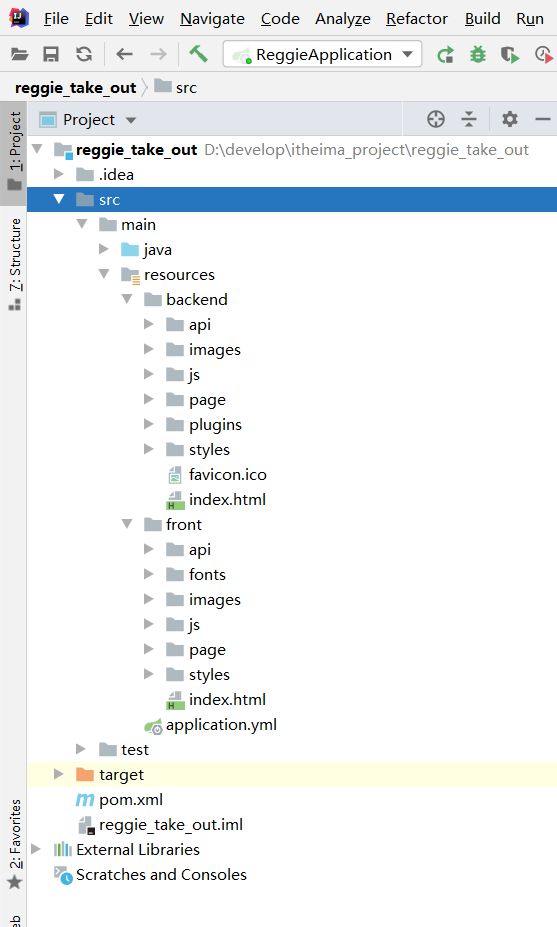 File Edit View Navigate Code Analyze Refactor Build Run
ReggieApplication
reggie_take_out src
1: Project
Project
reggie_take_out D:\develop\itheima_project\reggie_take_out
.idea
src
main
7: Structure
java
resources
backend
api
images
js
page
plugins
styles
favicon.ico
index.html
front
api
fonts
images
js
page
styles
index.html
application.yml
test
target
pom.xml
2: Favorites
reggie_take_out.iml
External Libraries
Scratches and Consoles